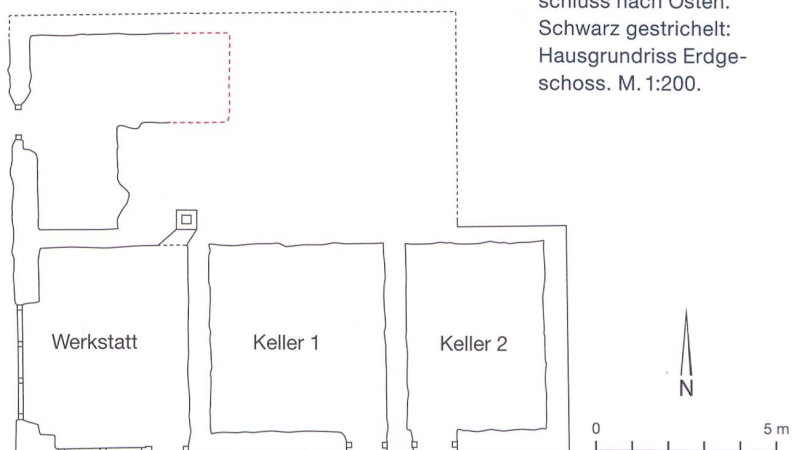 schluss nach Osten.
Schwarz gestrichelt:
Hausgrundriss Erdge-
schoss. M. 1:200.
Werkstatt
Keller 1
Keller 2
N
0
5 m